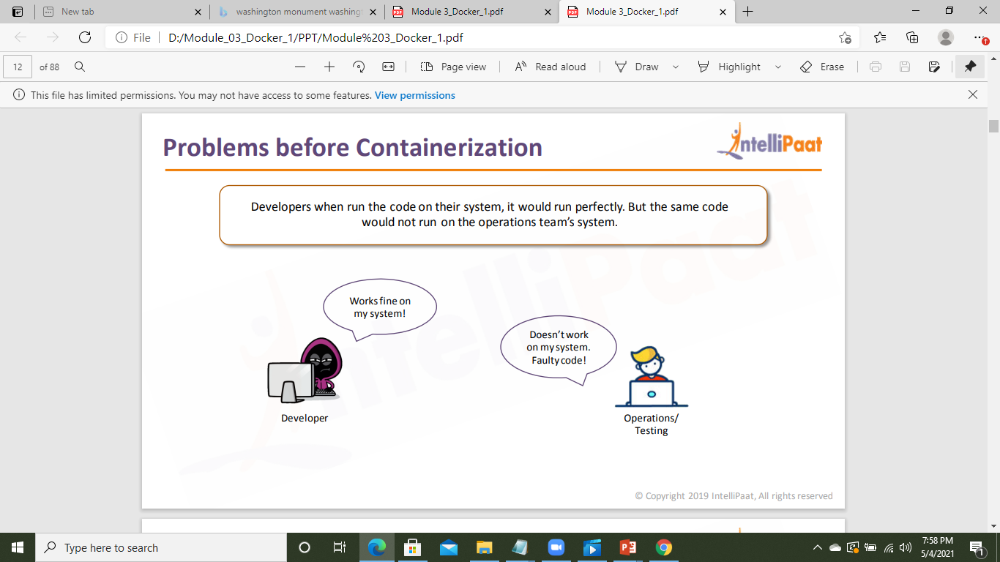 New tab
washington monument washing
Module 3_Docker_1.pdf
Module 3_Docker_1.pdf
File
D:/Module_03_Docker_1/PPT/Module%203_Docker_1.pdf
12 of 88
Page view
Read aloud
Draw
Highlight
Erase
This file has limited permissions. You may not have access to some features. View permissions
Problems before Containerization
IntelliPaat
Developers when run the code on their system, it would run perfectly. But the same code
would not run on the operations team’s system.
Works fine on
my system!
Doesn’t work
on my system.
Faulty code!
Developer
Operations/
Testing
© Copyright 2019 IntelliPaat, All rights reserved
Type here to search
7:58 PM
5/4/2021
1